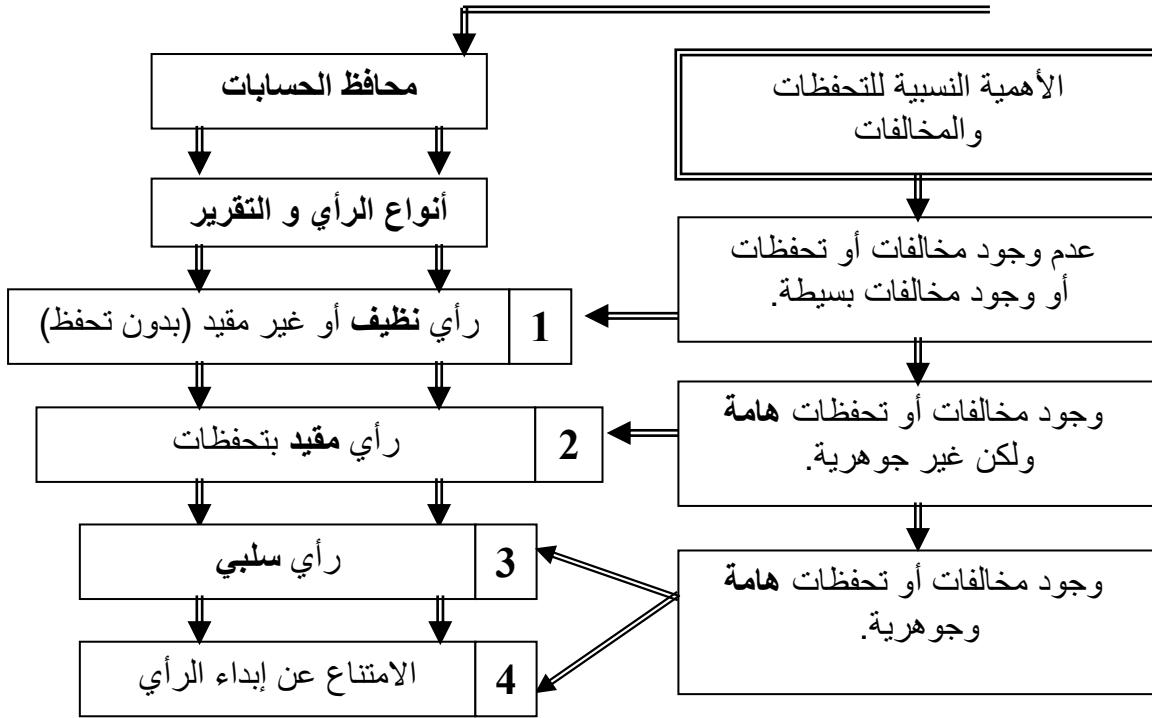 الأهمية النسبية للتحفظات
والمخالفات
عدم وجود مخالفات أو تحفظات
أو وجود مخالفات بسيطة.
وجود مخالفات أو تحفظات هامة
ولكن غير جوهرية.
وجود مخالفات أو تحفظات هامة
وجوهرية.
محافظ الحسابات
أنواع الرأي و التقرير
1 رأي نظيف أو غير مقيد (بدون تحفظ)
2 رأي مقيد بتحفظات
3 رأي سلبي
4 الامتناع عن إبداء الرأي